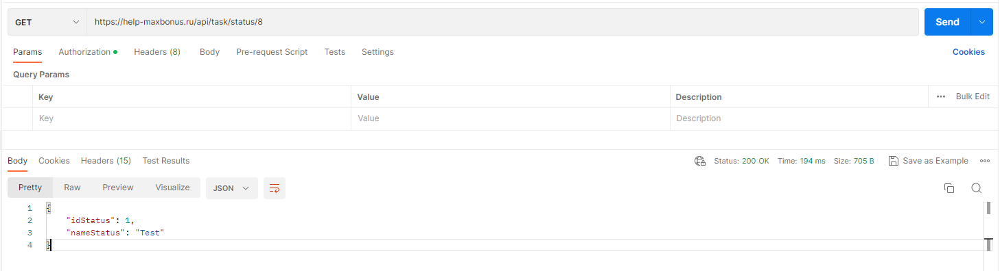 GET https://help-maxbonus.ru/api/task/status/8 Send
Params Authorization Headers (8) Body Pre-request Script Tests Settings Cookies
Query Params
Key Value Description Bulk Edit
Key Value Description
Body Cookies Headers (15) Test Results Status: 200 OK Time: 194 ms Size: 705 B Save as Example
Pretty Raw Preview Visualize JSON
1 {
2 "idStatus": 1,
3 "nameStatus": "Test"
4 }